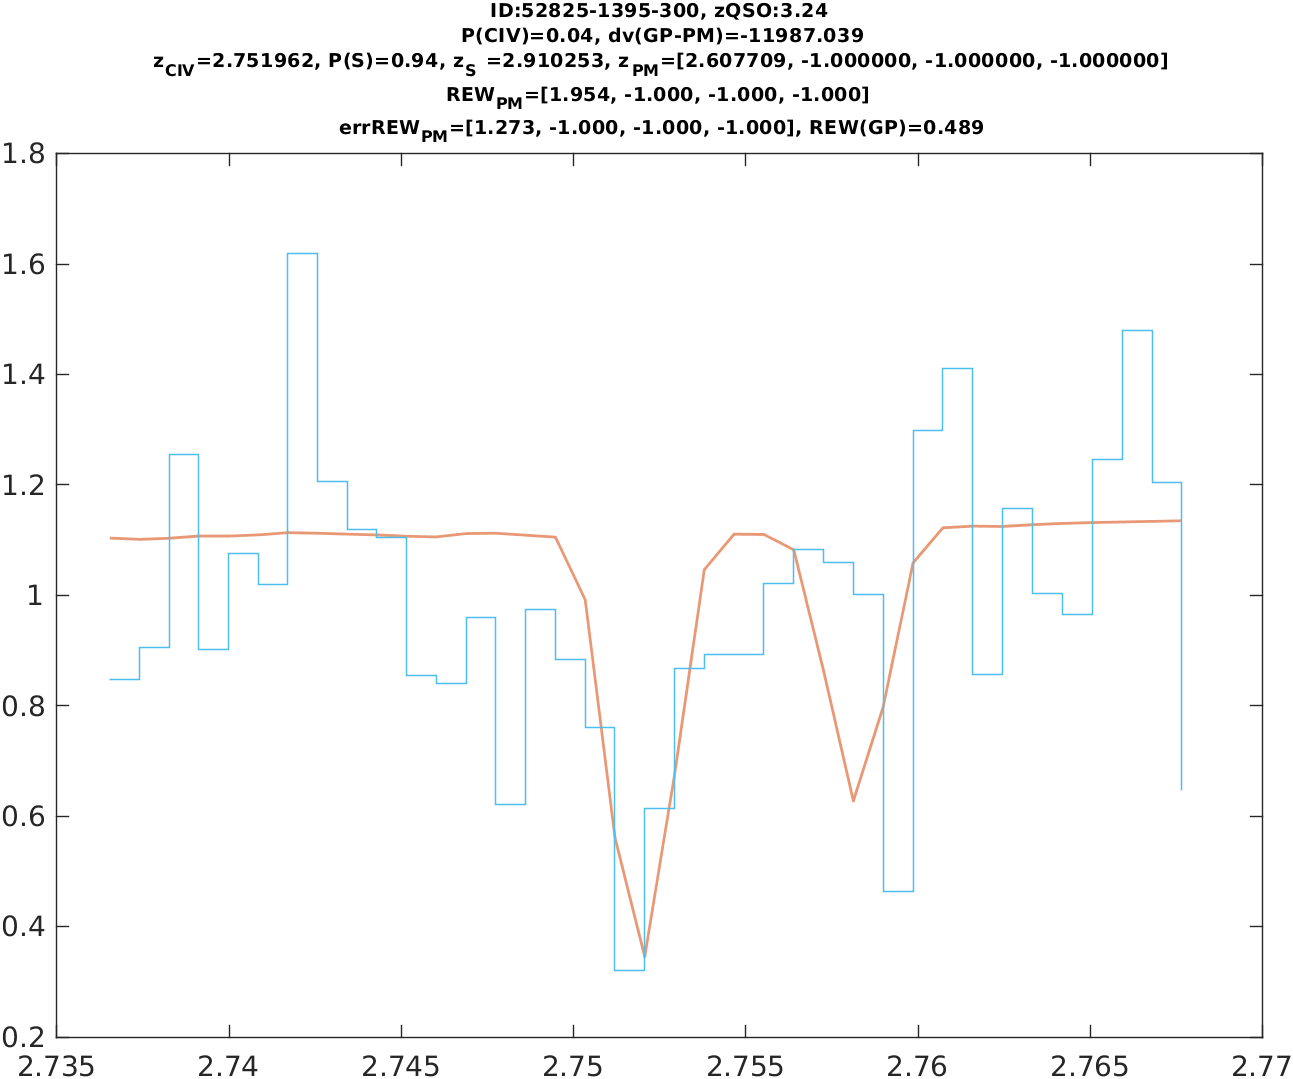 ID:52825-1395-300, zQSO:3.24
P(CIV)=0.04, dv(GP-PM)=-11987.039
zCIV=2.751962, P(S)=0.94, zS =2.910253, zPM=[2.607709, -1.000000, -1.000000, -1.000000]
REWPM=[1.954, -1.000, -1.000, -1.000]
errREWPM=[1.273, -1.000, -1.000, -1.000], REW(GP)=0.489
1.8
1.6
1.4
1.2
1
0.8
0.6
0.4
0.2
2.735 2.74 2.745 2.75 2.755 2.76 2.765 2.77